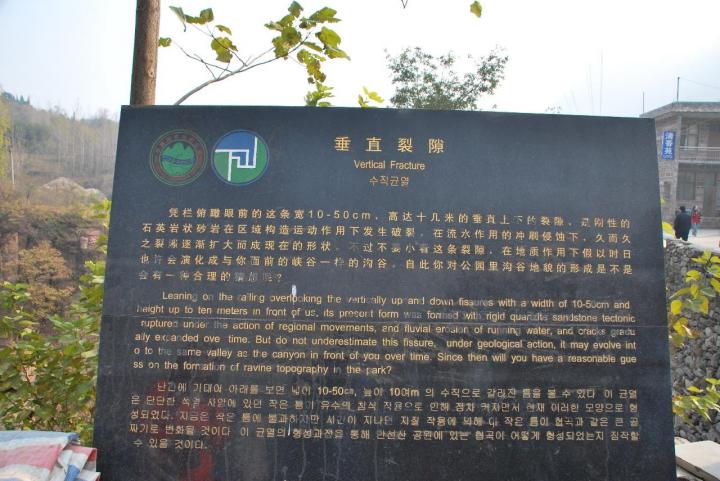 垂直裂隙
Vertical Fracture
수직균열
凭栏俯瞰眼前的这条宽10-50cm，高达十几米的垂直上下的裂隙，是刚性的
石英岩状砂岩在区域构造运动作用下发生破裂，在流水作用的冲刷侵蚀下，久而久
之裂隙逐渐扩大而成现在的形状。不过不要小看这条裂隙，在地质作用下假以时日
也许会演化成与你面前的峡谷一样的沟谷，自此你对公园里沟谷地貌的形成是不是
会有一种合理的猜想呢？
Leaning on the railing overlooking the vertically up and down fissures with a width of 10-50cm and
height up to ten meters in front of us, its present form was formed with rigid quartzite sandstone tectonic
ruptured under the action of regional movements, and fluvial erosion of running water, and cracks gradu
ally expanded over time. But do not underestimate this fissure, under geological action, it may evolve int
o to the same valley as the canyon in front of you over time. Since then will you have a reasonable gue
ss on the formation of ravine topography in the park?
난간에 기대여 아래를 보면 넓이 10-50㎝, 높이 10여m 의 수직으로 갈라진 틈을 볼 수 있다 이 균열
은 단단한 석영 사암에 있던 작은 틈이 유수의 침식 작용으로 인해 점차 커지면서 현재 이러한 모양으로 형
성되었다. 지금은 작은 틈에 불과하지만 시간이 지나면 지질 작용에 의해 이 작은 틈이 협곡과 같은 큰 골
짜기로 변화될 것이다 이 균열의 형성과정을 통해 안선산 공원에 있는 협곡이 어떻게 형성되었는지 짐작할
수 있을 것이다.